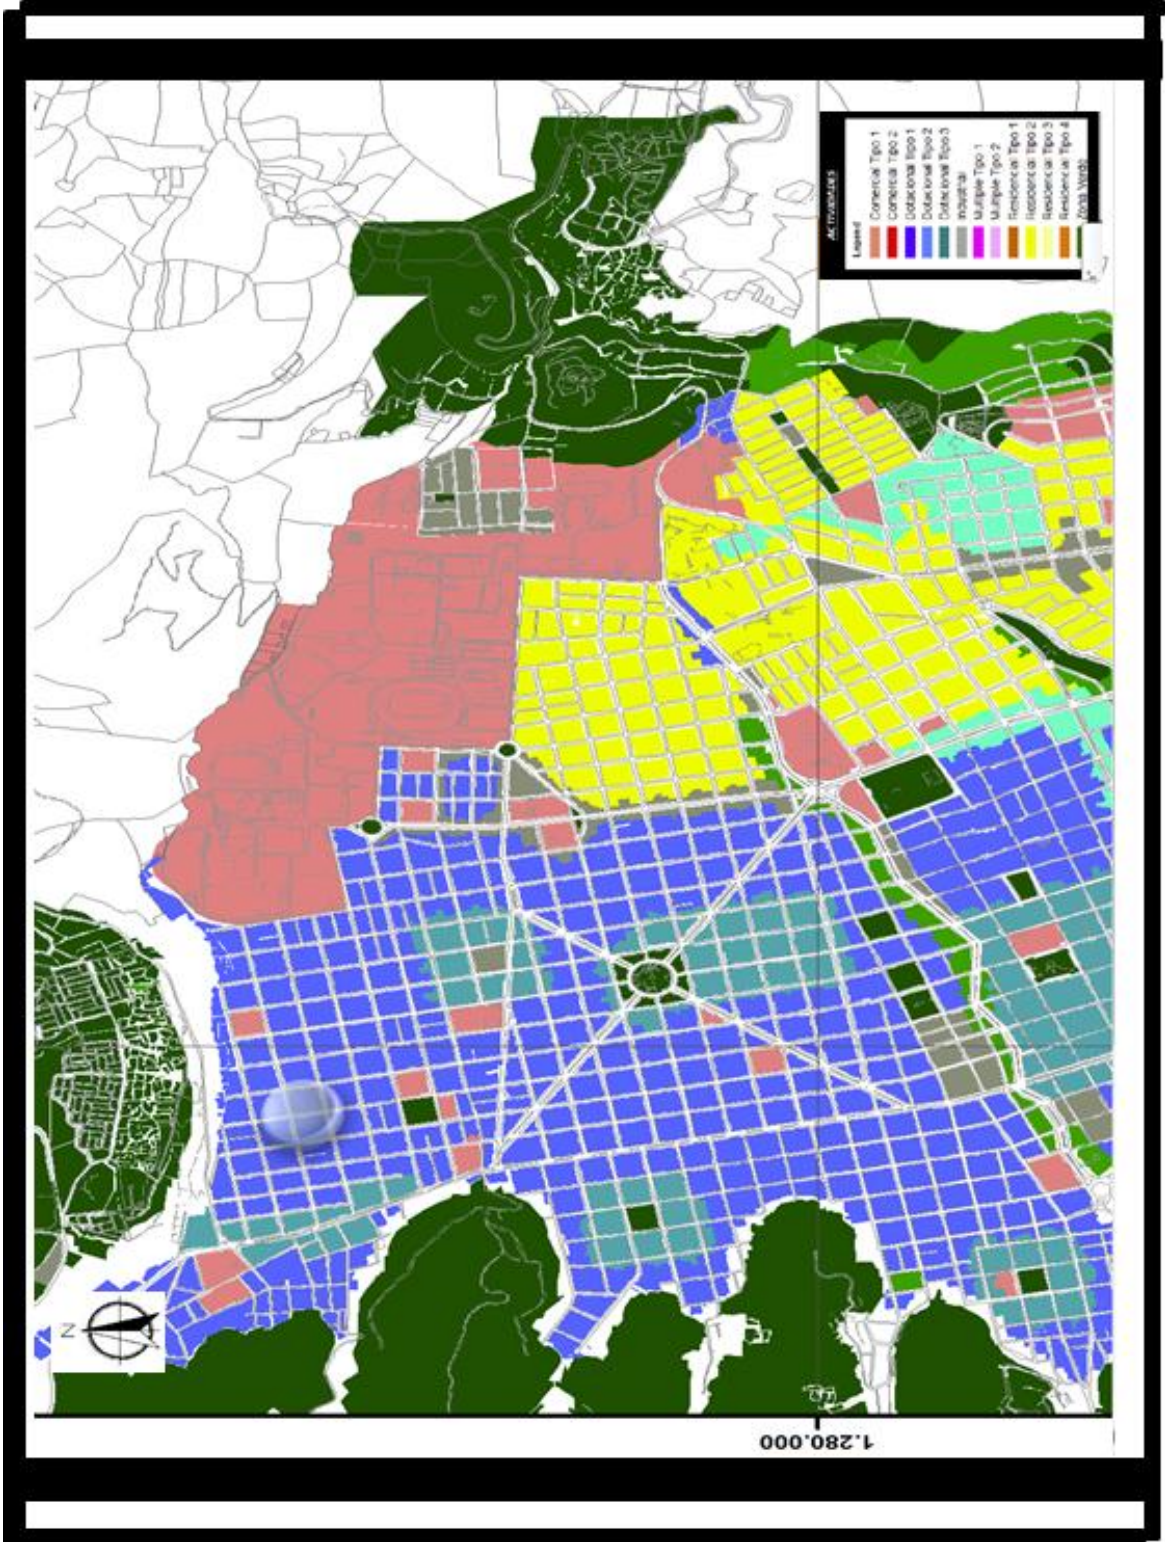 ACTIVIDADES
Legend
Comercial Tipo 1
Comercial Tipo 2
Dotacional Tipo 1
Dotacional Tipo 2
Dotacional Tipo 3
Industrial
Multiple Tipo 1
Multiple Tipo 2
Residencial Tipo 1
Residencial Tipo 2
Residencial Tipo 3
Residencial Tipo 4
Zona Verde
N
1.280.000